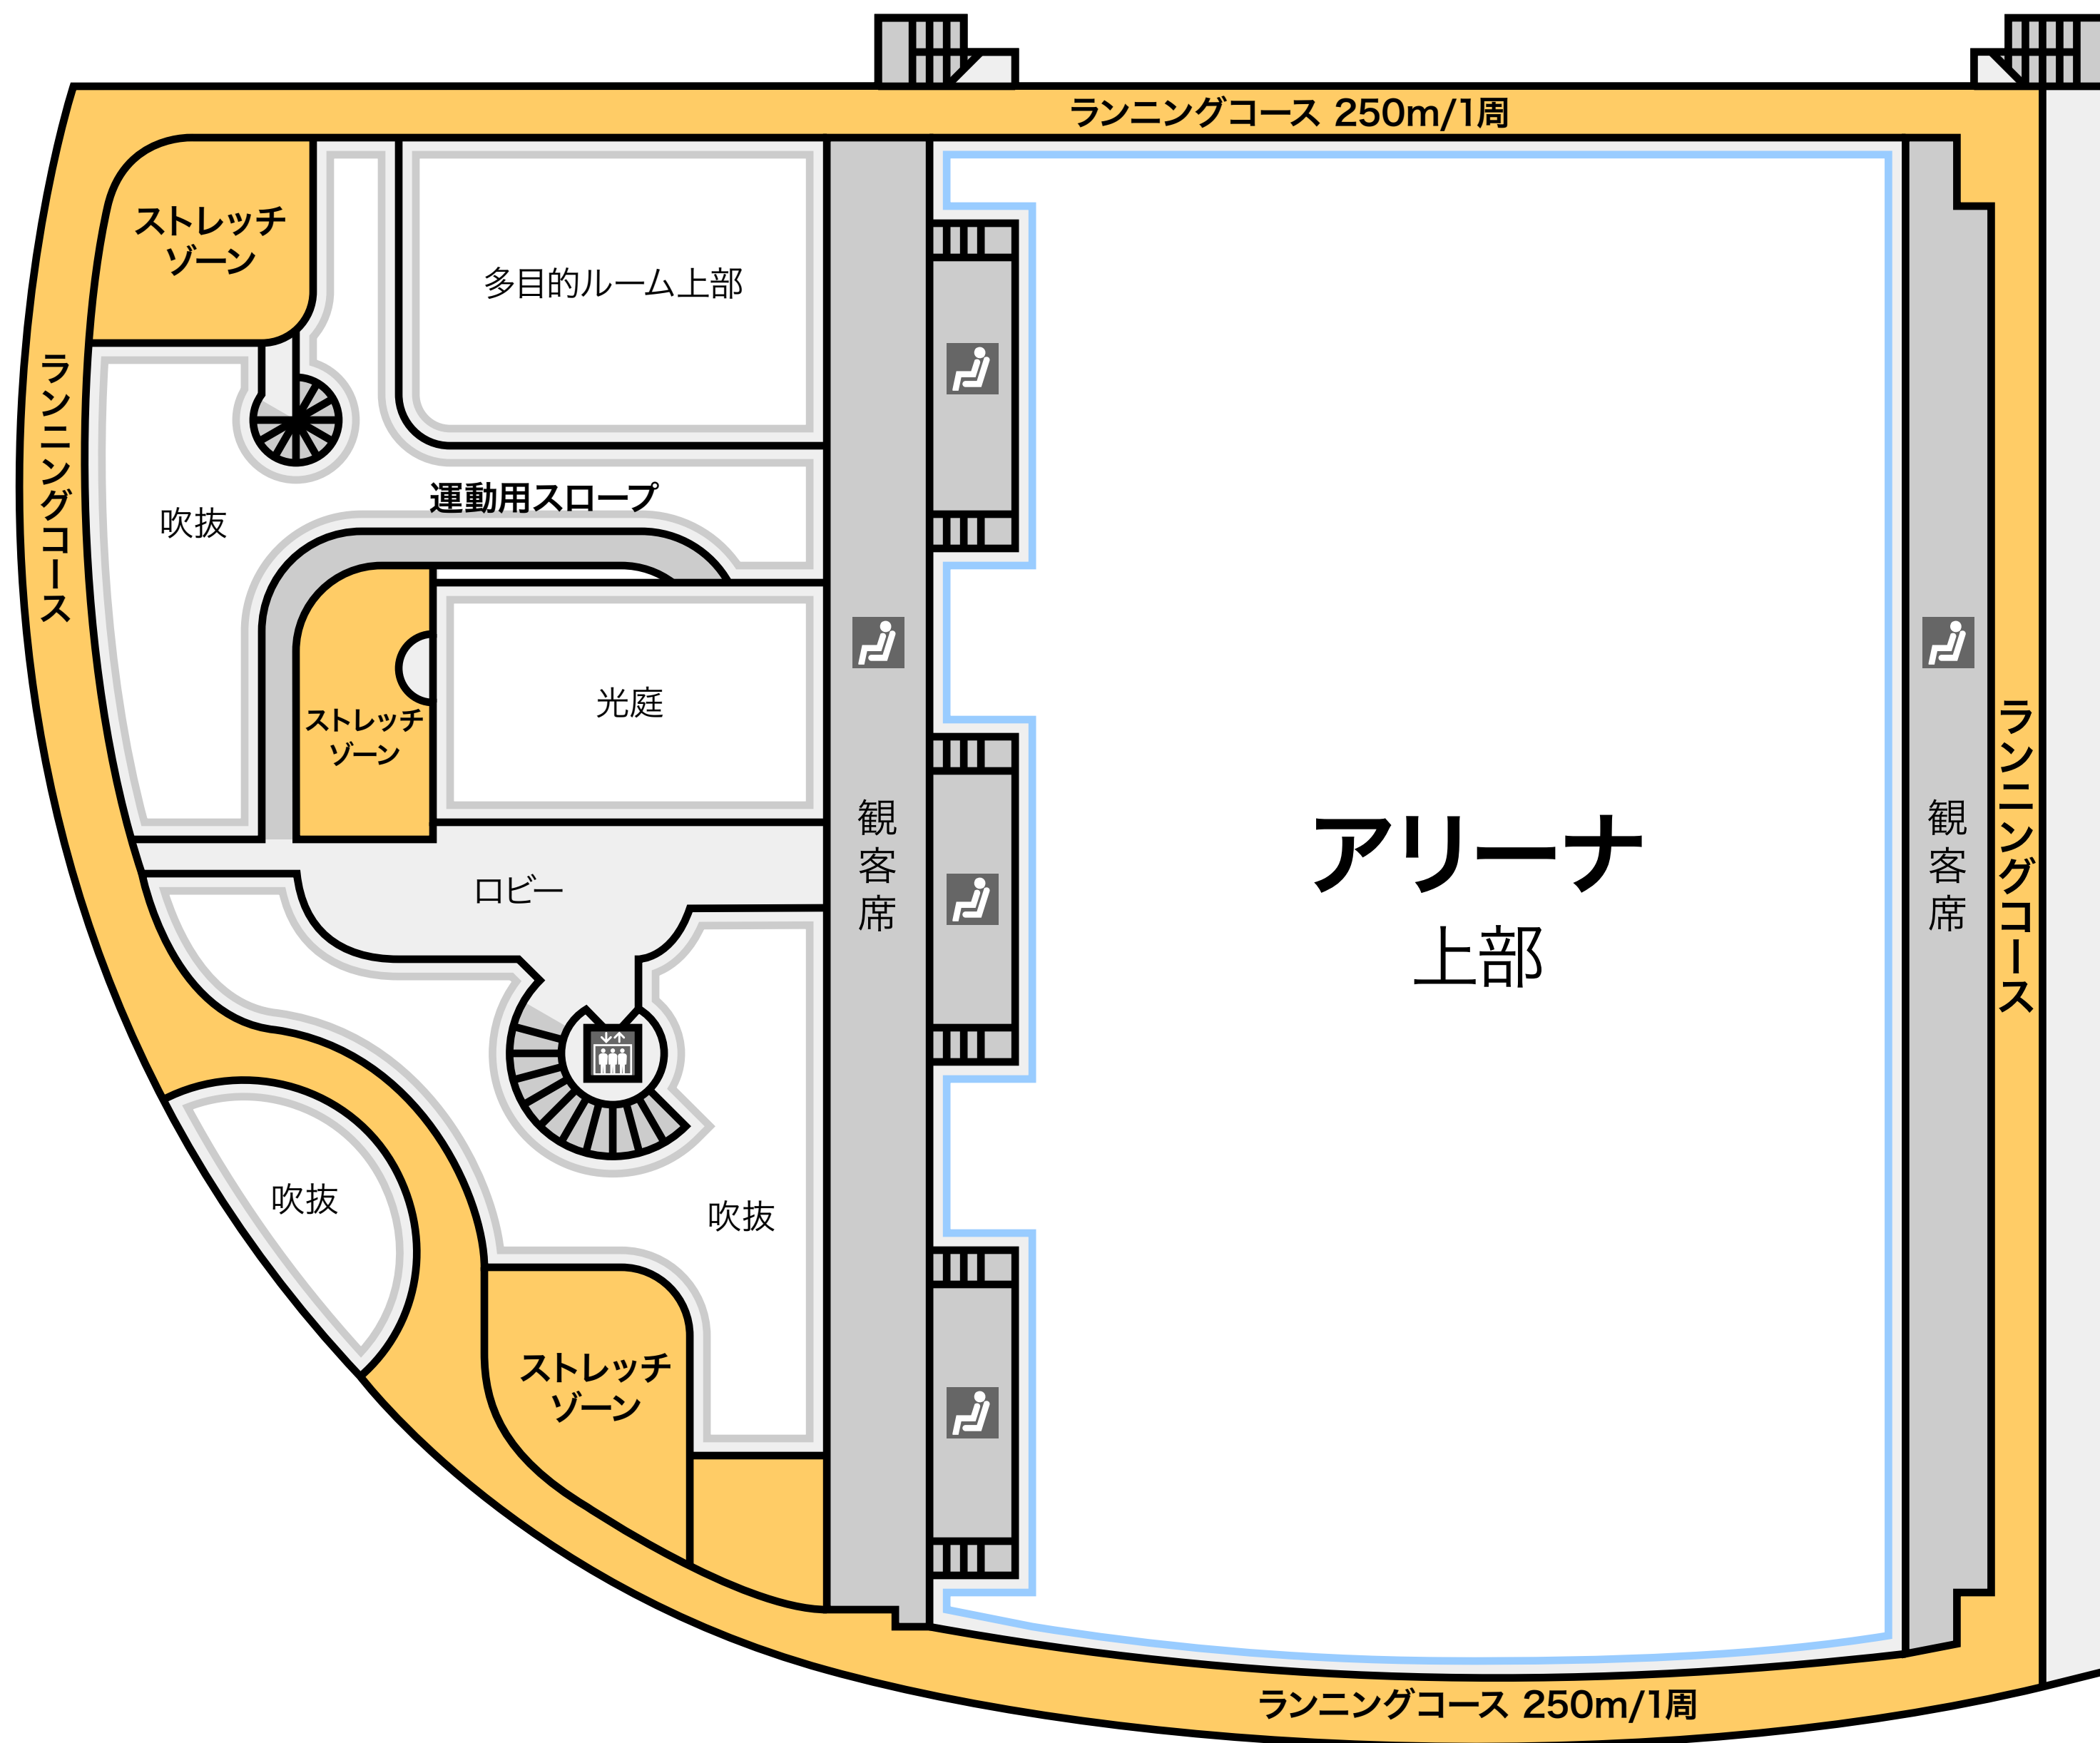 ランニングコース 250m/1周
ストレッチ
ゾーン
多目的ルーム上部
ランニングコース
運動用スロープ
吹抜
ストレッチ
ゾーン
光庭
観客席
観客席
ランニングコース
アリーナ
上部
ロビー
吹抜
吹抜
ストレッチ
ゾーン
ランニングコース 250m/1周